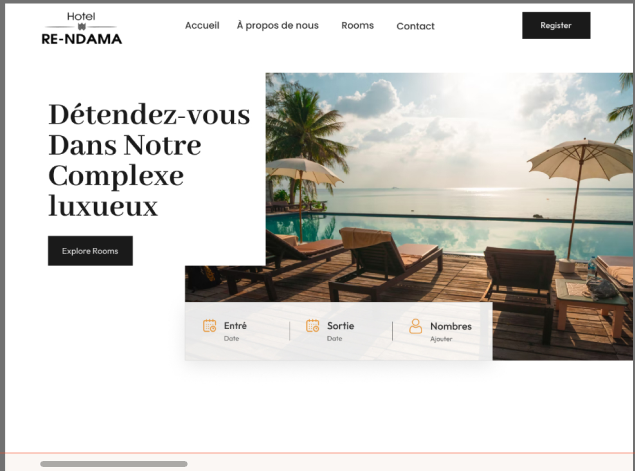 Hotel
RE-NDAMA
Accueil
À propos de nous
Rooms
Contact
Register
Détendez-vous
Dans Notre
Complexe
luxueux
Explore Rooms
Entré
Date
Sortie
Date
Nombres
Ajouter